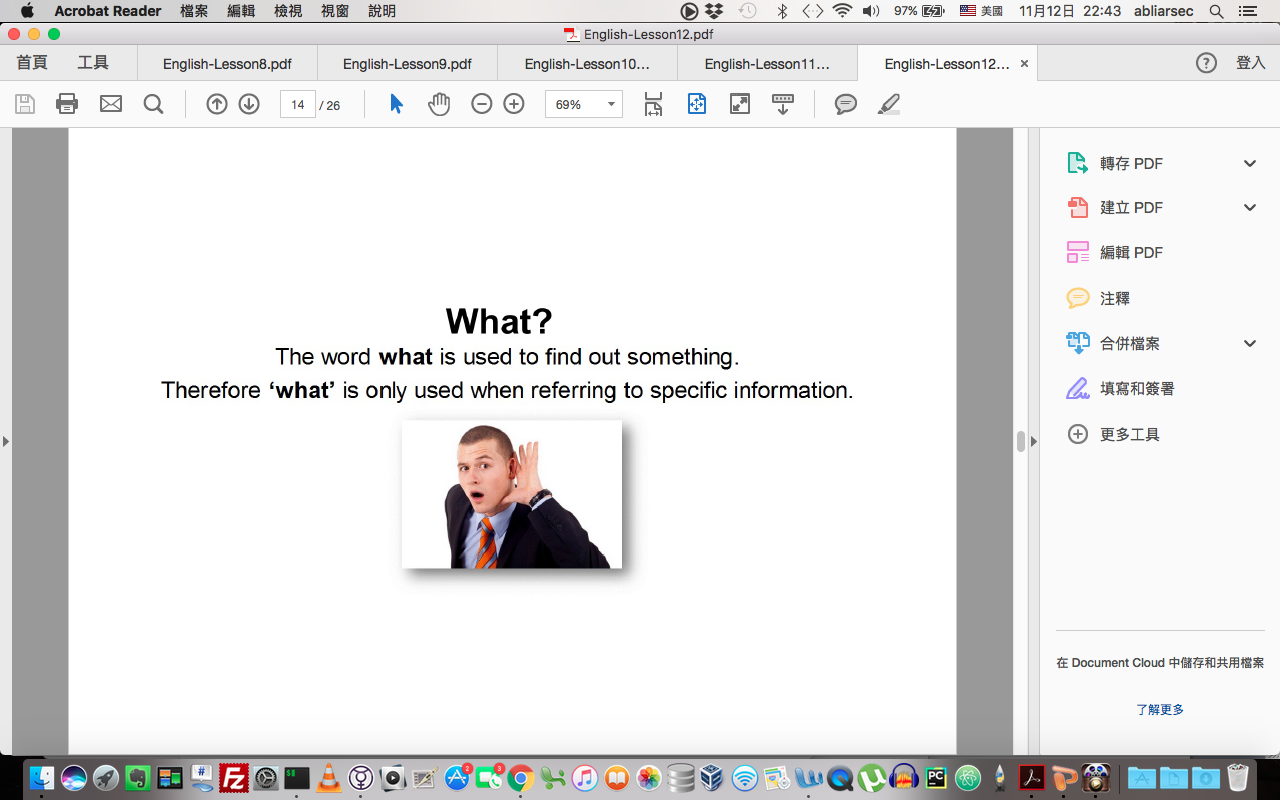 Acrobat Reader 檔案 編輯 檢視 視窗 說明 97% 美國 11月12日 22:43 abliarsec
English-Lesson12.pdf
首頁 工具 English-Lesson8.pdf English-Lesson9.pdf English-Lesson10... English-Lesson11... English-Lesson12... × ? 登入
14 / 26 69%
轉存 PDF
建立 PDF
編輯 PDF
注釋
合併檔案
填寫和簽署
更多工具
What?
The word what is used to find out something.
Therefore ‘what’ is only used when referring to specific information.
在 Document Cloud 中儲存和共用檔案
了解更多